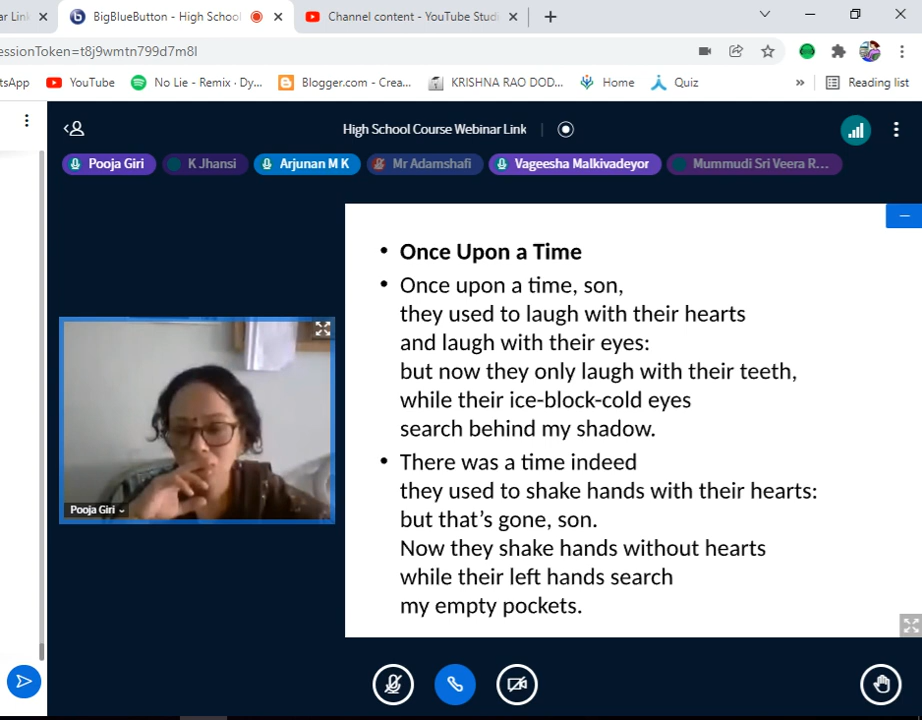 ar Linl
BigBlueButton - High School
Channel content - YouTube Studi
essionToken=t8j9wmtn799d7m8l
tsApp
YouTube
No Lie - Remix · Dy...
Blogger.com - Crea...
KRISHNA RAO DOD...
Home
Quiz
»
Reading list
High School Course Webinar Link
Pooja Giri
K Jhansi
Arjunan M K
Mr Adamshafi
Vageesha Malkivadeyor
Mummudi Sri Veera R...
• Once Upon a Time
• Once upon a time, son,
they used to laugh with their hearts
and laugh with their eyes:
but now they only laugh with their teeth,
while their ice-block-cold eyes
search behind my shadow.
• There was a time indeed
they used to shake hands with their hearts:
but that’s gone, son.
Now they shake hands without hearts
while their left hands search
my empty pockets.
Pooja Giri